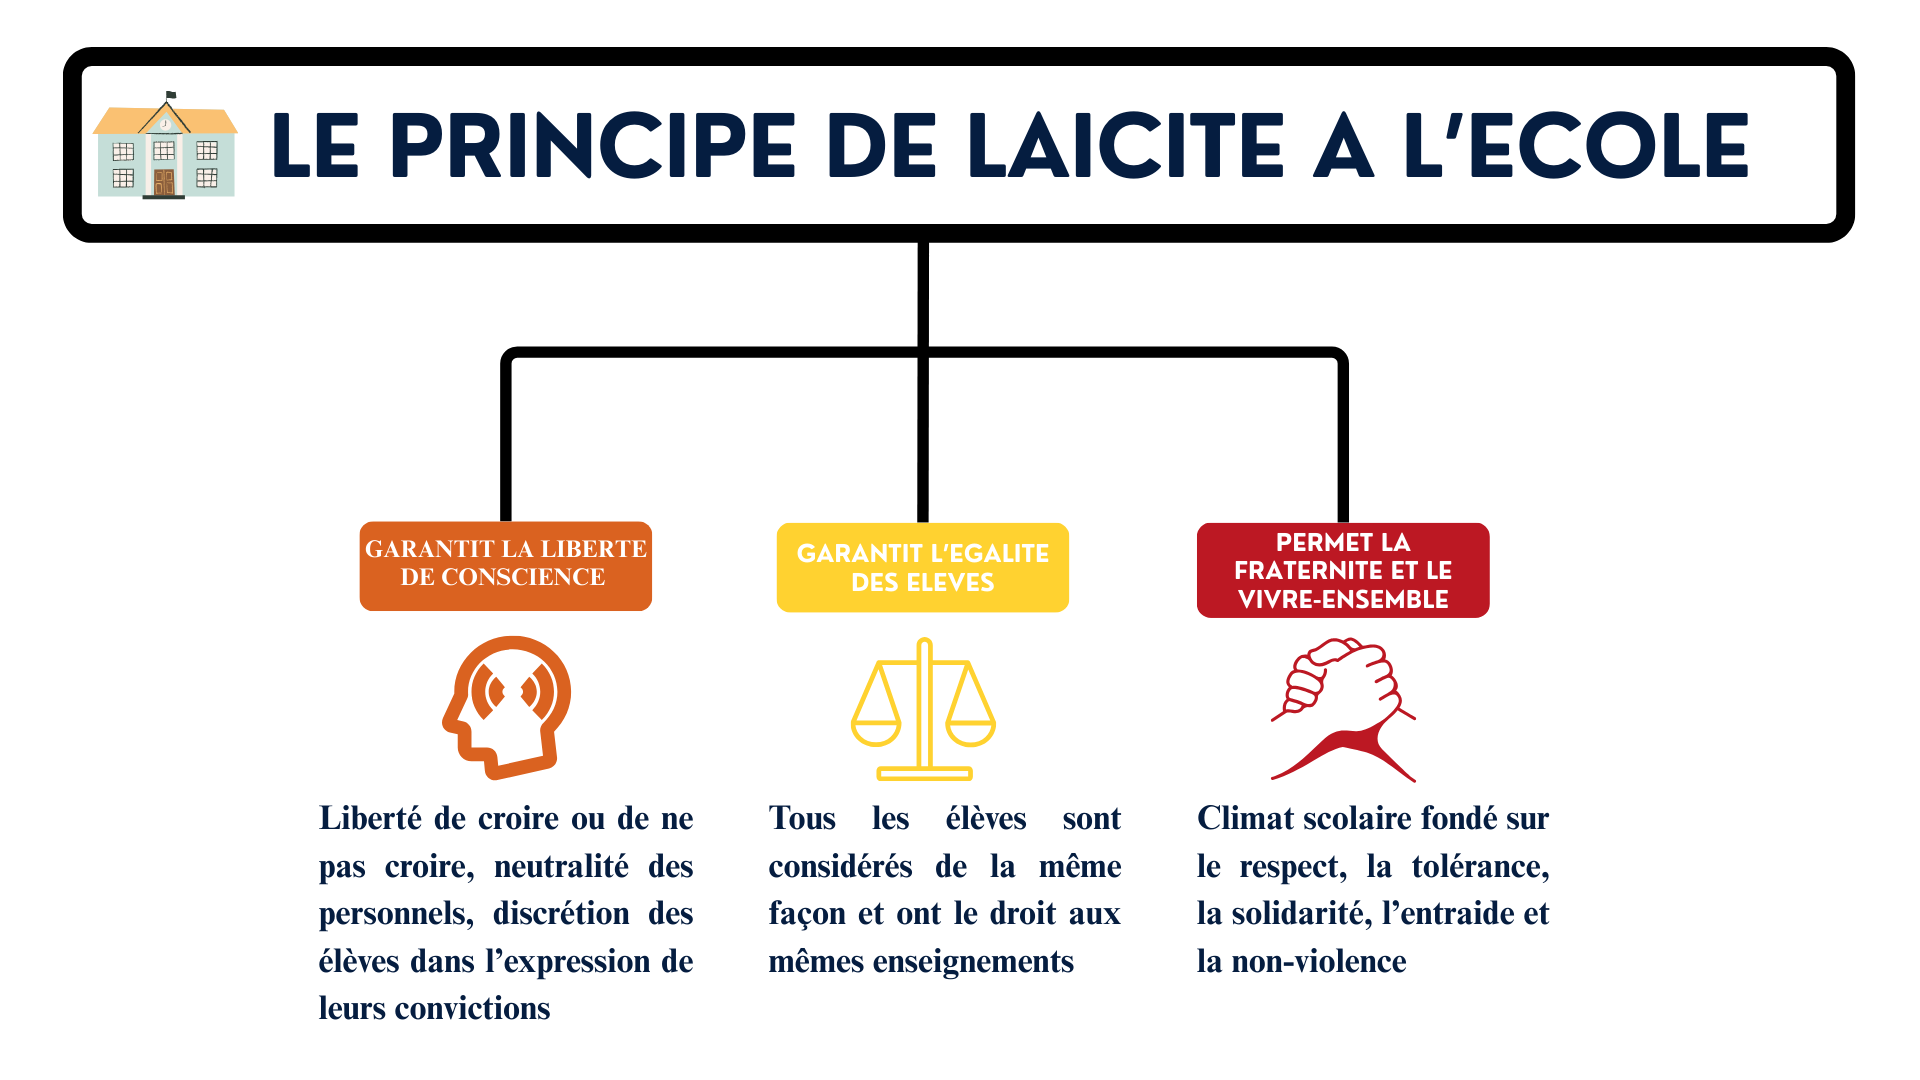 LE PRINCIPE DE LAICITE A L’ECOLE
GARANTIT LA LIBERTE
DE CONSCIENCE
Liberté de croire ou de ne
pas croire, neutralité des
personnels, discrétion des
élèves dans l’expression de
leurs convictions
GARANTIT L’EGALITE
DES ELEVES
Tous les élèves sont
considérés de la même
façon et ont le droit aux
mêmes enseignements
PERMET LA
FRATERNITE ET LE
VIVRE-ENSEMBLE
Climat scolaire fondé sur
le respect, la tolérance,
la solidarité, l’entraide et
la non-violence